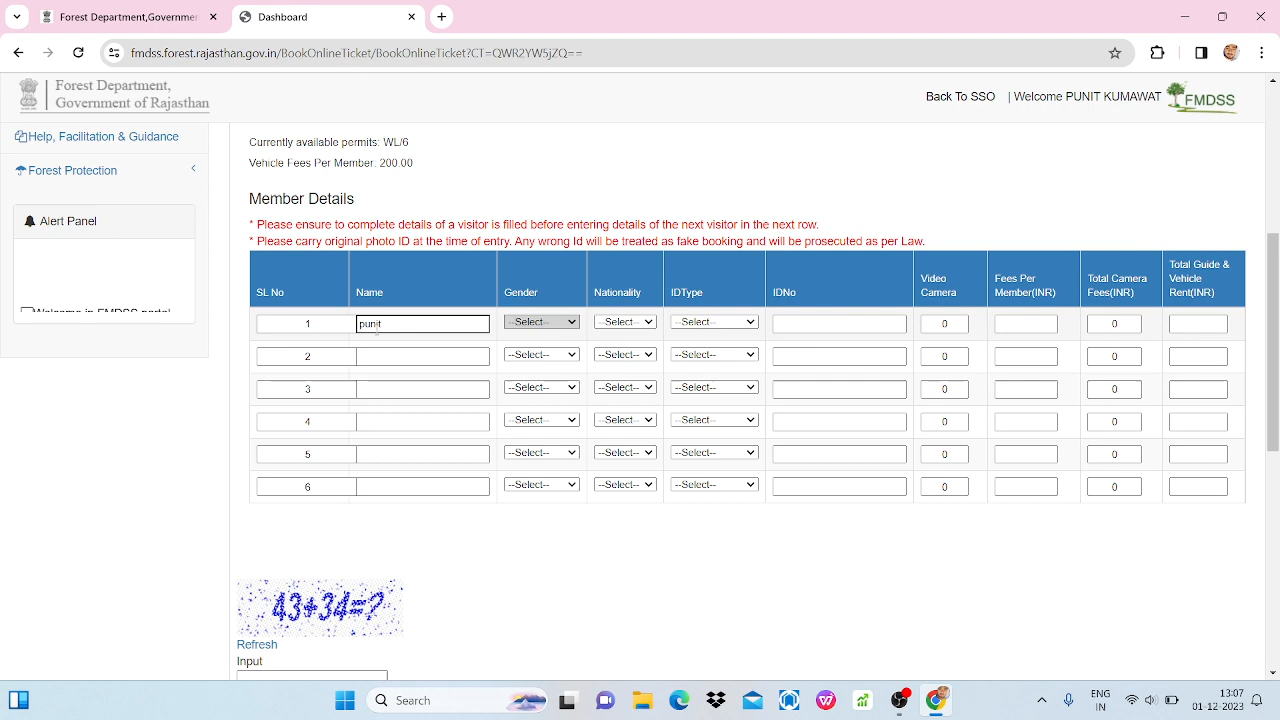 Forest Department,Governmen
Dashboard
fmdss.forest.rajasthan.gov.in/BookOnlineTicket/BookOnlineTicket?CT=QWR2YW5jZQ==
Forest Department,
Government of Rajasthan
Back To SSO | Welcome PUNIT KUMAWAT
FMDSS
Help, Facilitation & Guidance
Forest Protection
Alert Panel
Welcome in FMDSS portal
Currently available permits: WL/6
Vehicle Fees Per Member: 200.00
Member Details
* Please ensure to complete details of a visitor is filled before entering details of the next visitor in the next row.
* Please carry original photo ID at the time of entry. Any wrong Id will be treated as fake booking and will be prosecuted as per Law.
SL No Name Gender Nationality IDType IDNo Video Camera Fees Per Member(INR) Total Camera Fees(INR) Total Guide & Vehicle Rent(INR)
1 punit --Select-- --Select-- --Select-- 0 0
2 --Select-- --Select-- --Select-- 0 0
3 --Select-- --Select-- --Select-- 0 0
4 --Select-- --Select-- --Select-- 0 0
5 --Select-- --Select-- --Select-- 0 0
6 --Select-- --Select-- --Select-- 0 0
43+34=?
Refresh
Input
Search
ENG
IN
13:07
01-12-2023